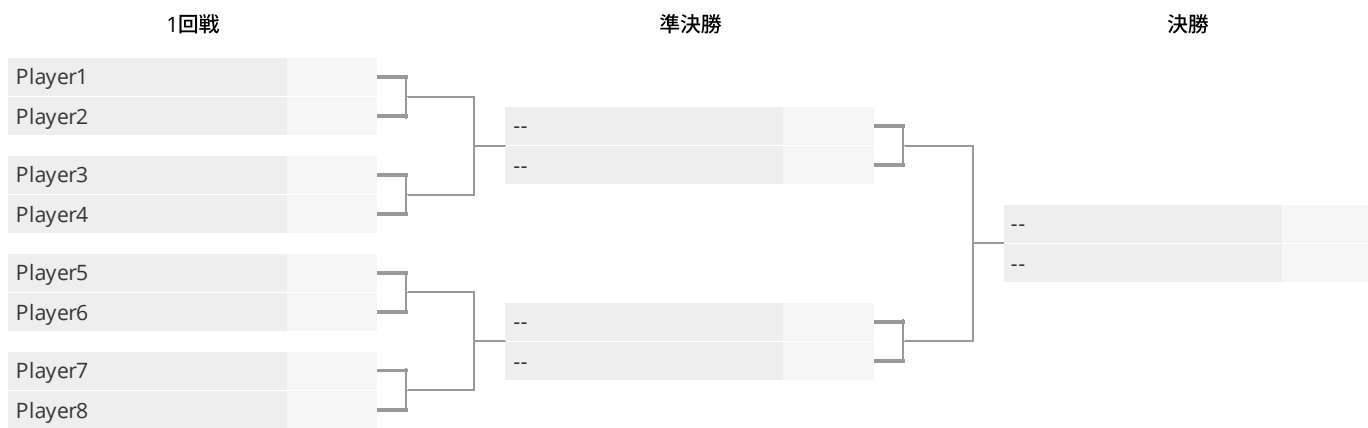 1回戦 準決勝 決勝
Player1
Player2
--
--
Player3
Player4
--
--
Player5
Player6
--
--
Player7
Player8